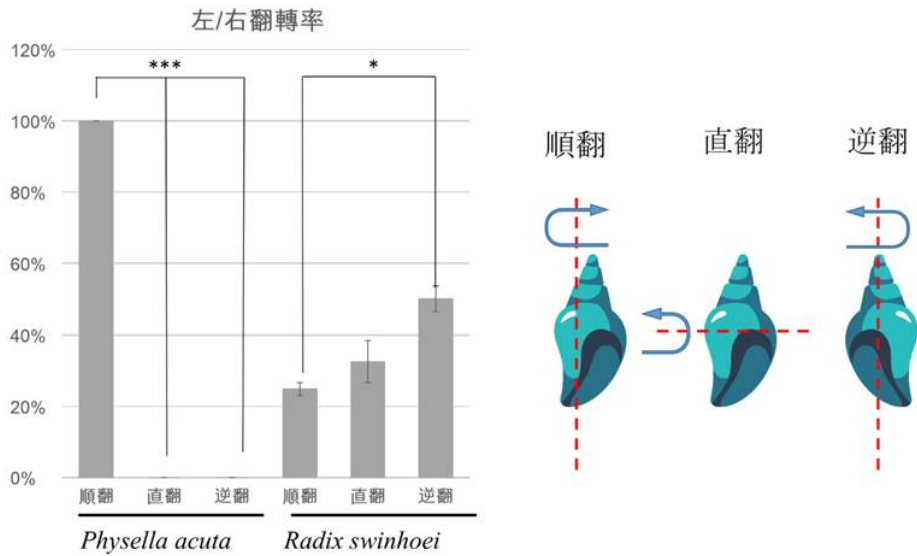 左/右翻轉率
120%
100%
80%
60%
40%
20%
0%
***
*
順翻
直翻
逆翻
順翻
直翻
逆翻
Physella acuta
Radix swinhoei
順翻
直翻
逆翻